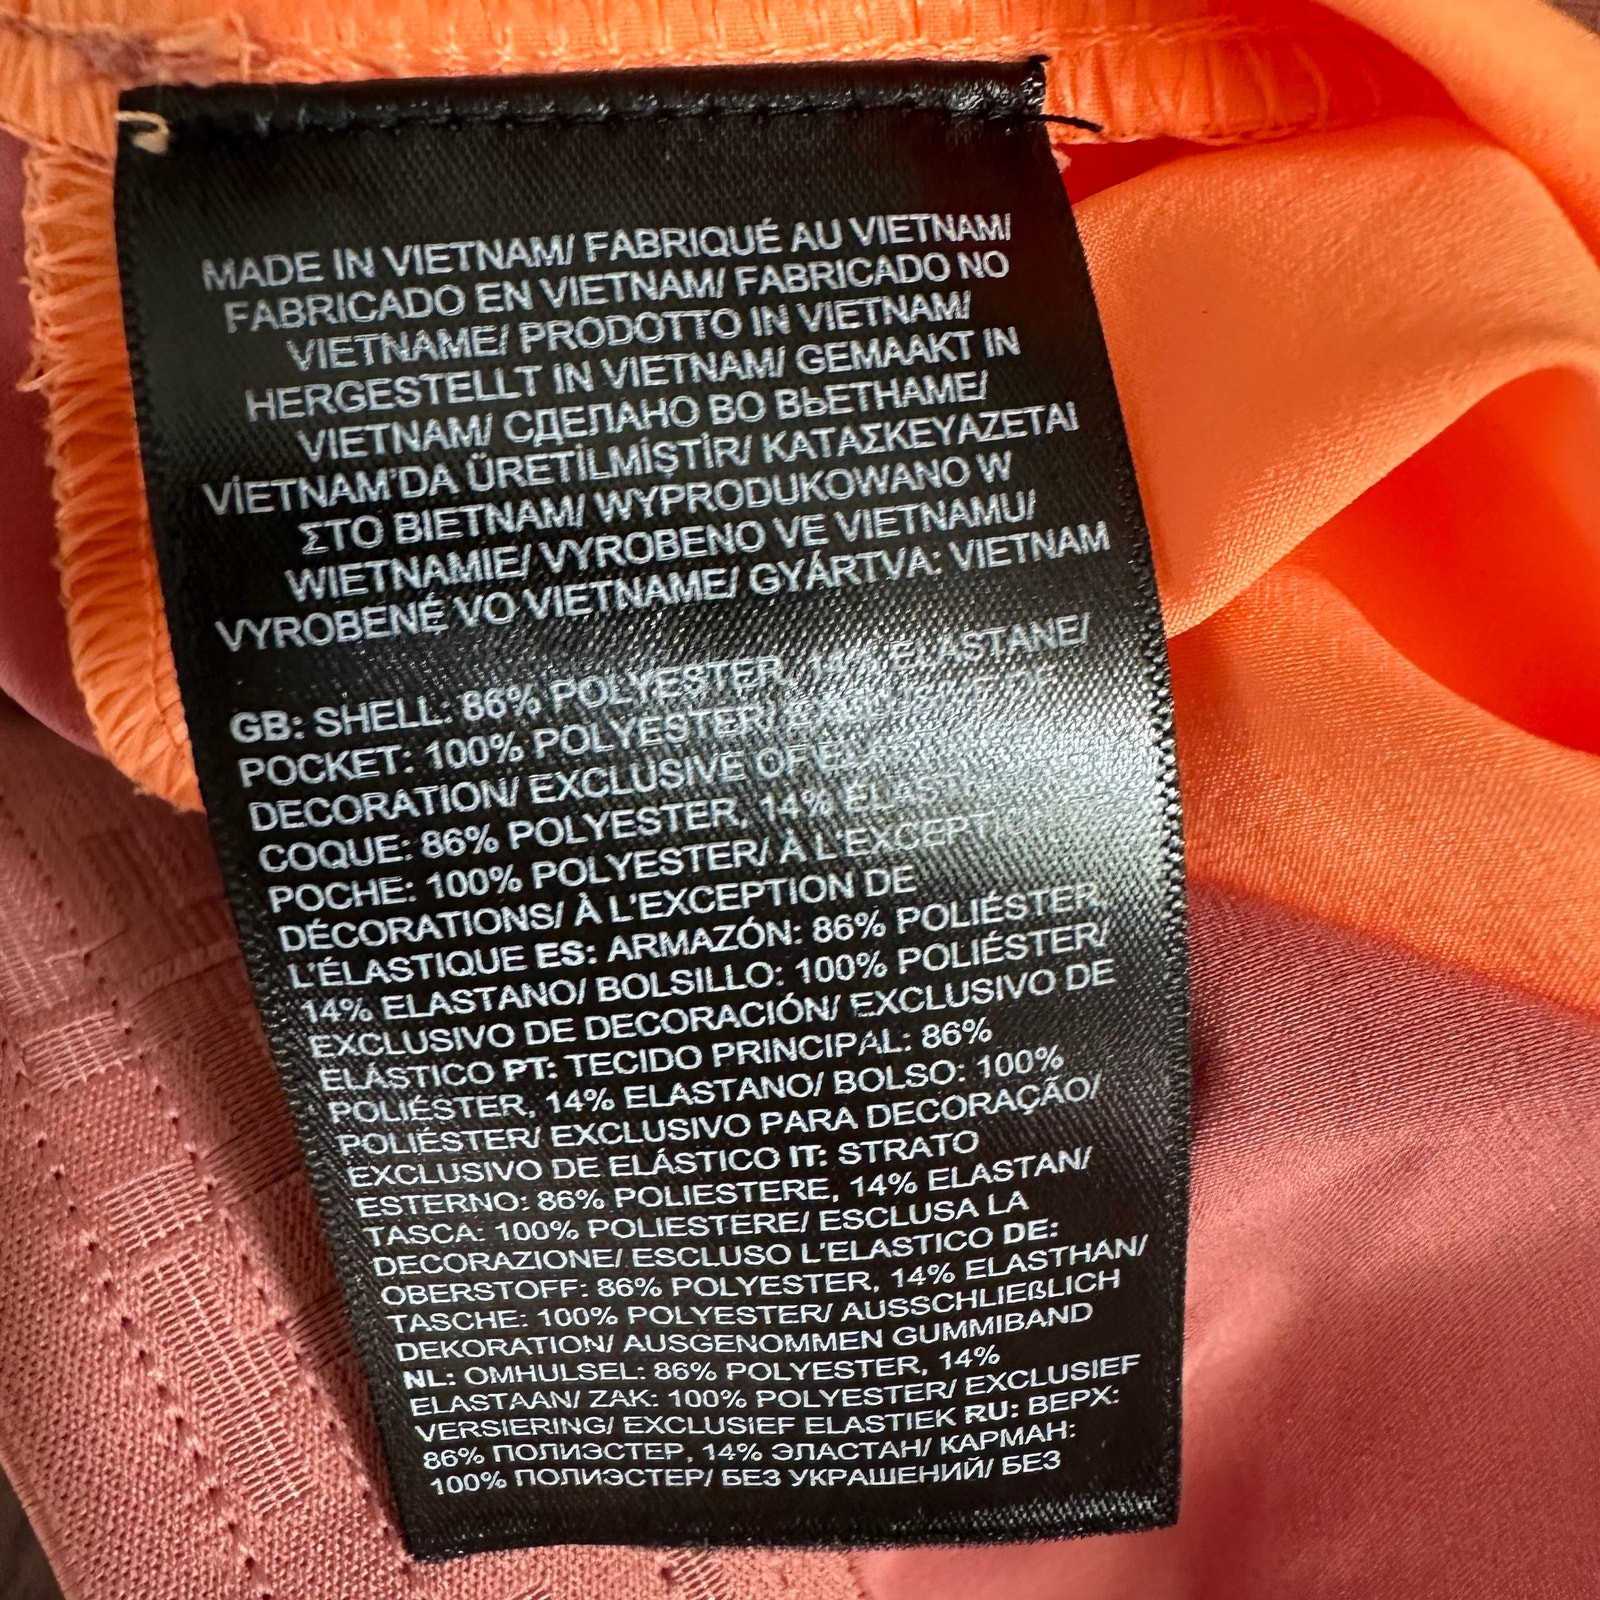 MADE IN VIETNAM/ FABRIQUÉ AU VIETNAM/
FABRICADO EN VIETNAM/ FABRICADO NO
VIETNAME/ PRODOTTO IN VIETNAM/
HERGESTELLT IN VIETNAM/ GEMAAKT IN
VIETNAM/ СДЕЛАНО ВО ВЬЕТНАМЕ/
VİETNAM'DA ÜRETİLMİŞTİR/ ΚΑΤΑΣΚΕΥΑΖΕΤΑΙ
ΣΤΟ ΒΙΕΤΝΑΜ/ WYPRODUKOWANO W
WIETNAMIE/ VYROBENO VE VIETNAMU/
VYROBENÉ VO VIETNAME/ GYÁRTVA: VIETNAM
GB: SHELL: 86% POLYESTER, 14% ELASTANE/
POCKET: 100% POLYESTER/ EXCLUSIVE OF
DECORATION/ EXCLUSIVE OF
COQUE: 86% POLYESTER, 14%
POCHE: 100% POLYESTER/ À L'EXCEPTION
DÉCORATIONS/ À L'EXCEPTION DE
L'ÉLASTIQUE ES: ARMAZÓN: 86% POLIÉSTER,
14% ELASTANO/ BOLSILLO: 100% POLIÉSTER/
EXCLUSIVO DE DECORACIÓN/ EXCLUSIVO DE
ELÁSTICO PT: TECIDO PRINCIPAL: 86%
POLIÉSTER, 14% ELASTANO/ BOLSO: 100%
POLIÉSTER/ EXCLUSIVO PARA DECORAÇÃO/
EXCLUSIVO DE ELÁSTICO IT: STRATO
ESTERNO: 86% POLIESTERE, 14% ELASTAN/
TASCA: 100% POLIESTERE/ ESCLUSA LA
DECORAZIONE/ ESCLUSO L'ELASTICO DE:
OBERSTOFF: 86% POLYESTER, 14% ELASTHAN/
TASCHE: 100% POLYESTER/ AUSSCHLIEßLICH
DEKORATION/ AUSGENOMMEN GUMMIBAND
NL: OMHULSEL: 86% POLYESTER, 14%
ELASTAAN/ ZAK: 100% POLYESTER/ EXCLUSIEF
VERSIERING/ EXCLUSIEF ELASTIEK RU: ВЕРХ:
86% ПОЛИЭСТЕР, 14% ЭЛАСТАН/ КАРМАН:
100% ПОЛИЭСТЕР/ БЕЗ УКРАШЕНИЙ/ БЕЗ